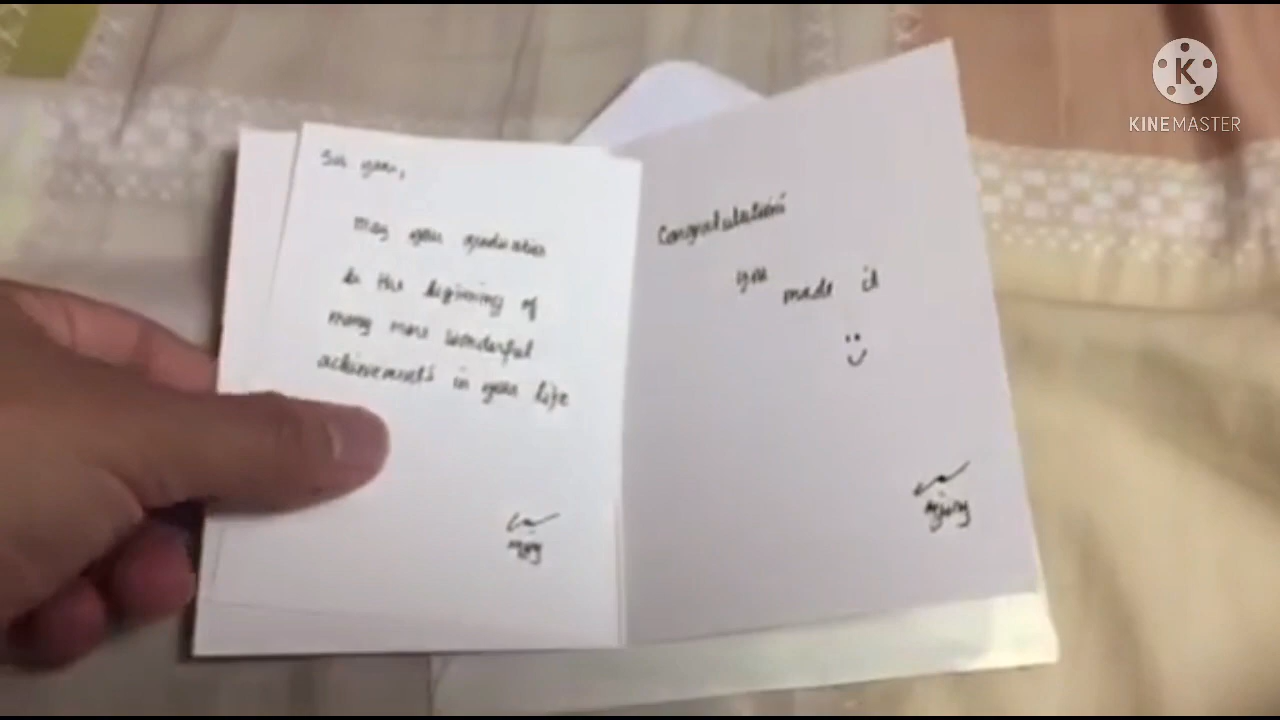 May your graduation
be the beginning of
many more wonderful
achievements in your life
Congratulations
you made it
:)
KINEMASTER